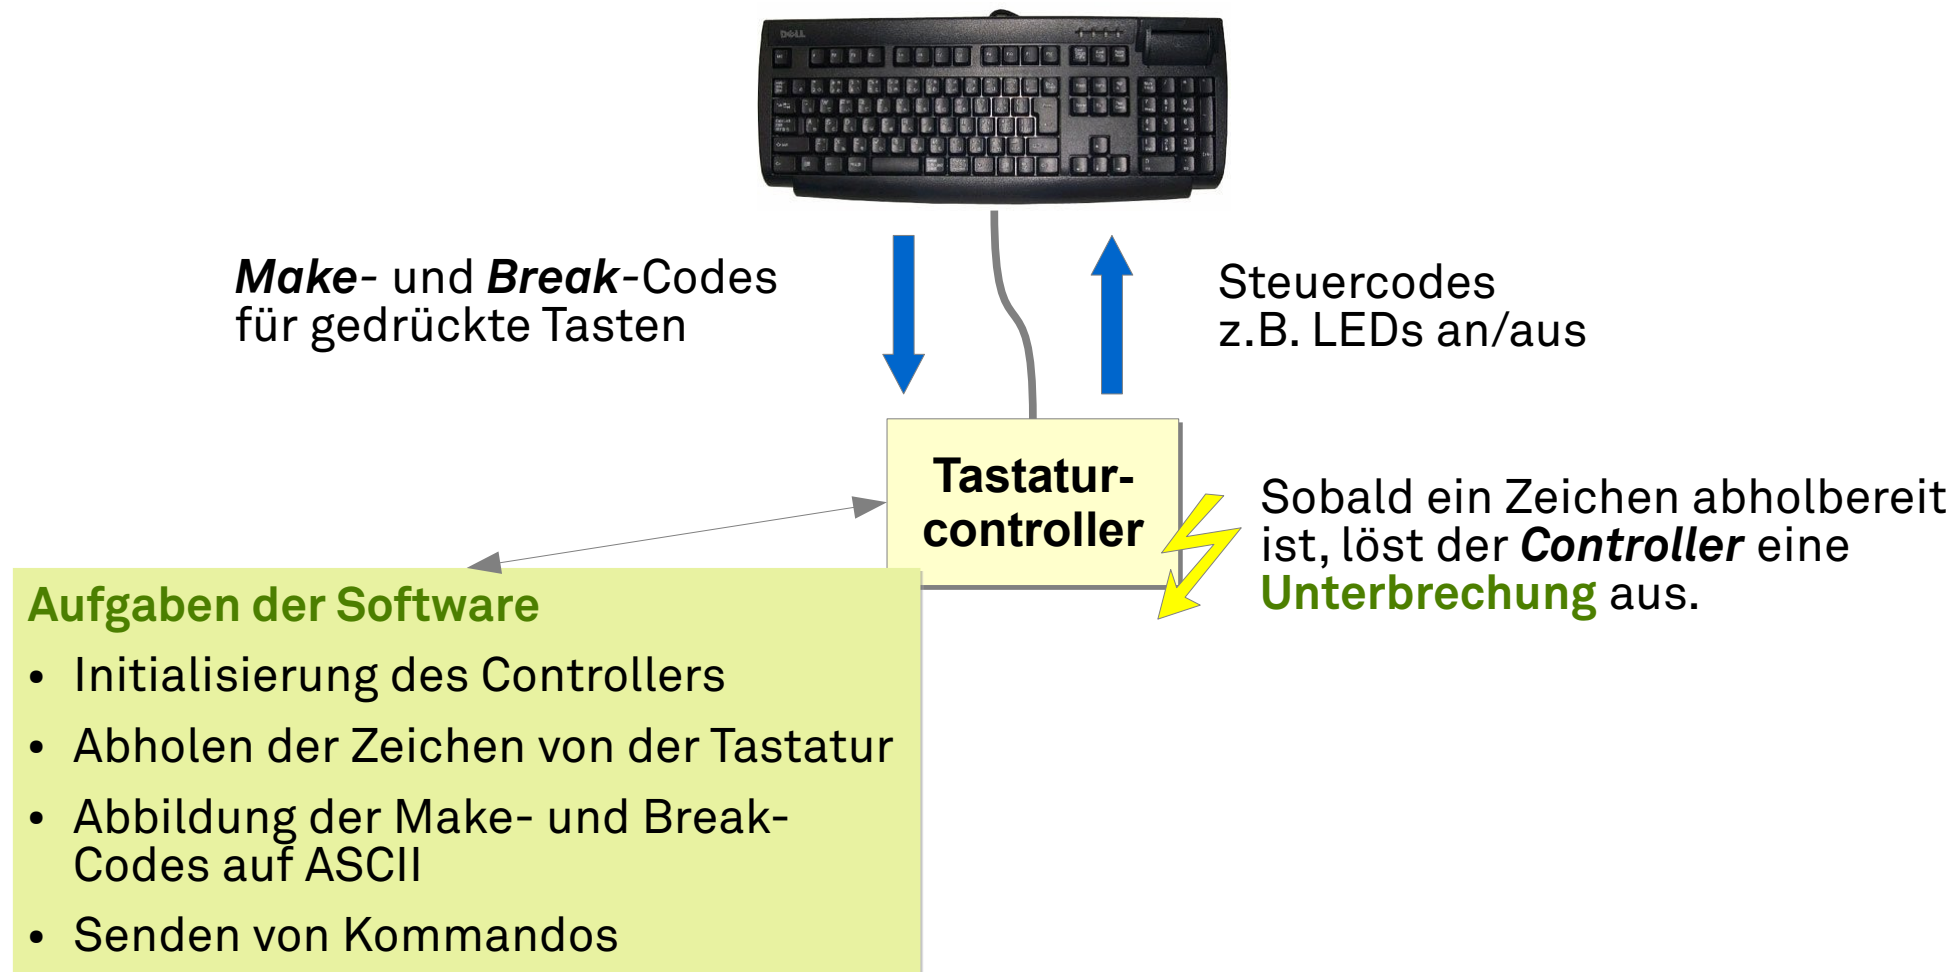 DELL
Make- und Break-Codes
für gedrückte Tasten
Steuercodes
z.B. LEDs an/aus
Tastatur-
controller
Sobald ein Zeichen abholbereit
ist, löst der Controller eine
Unterbrechung aus.
Aufgaben der Software
• Initialisierung des Controllers
• Abholen der Zeichen von der Tastatur
• Abbildung der Make- und Break-
Codes auf ASCII
• Senden von Kommandos